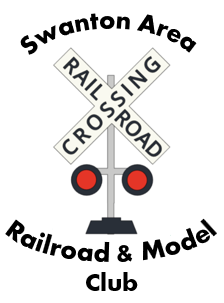 Swanton Area
RAIL ROAD
CROSSING
Railroad & Model
Club